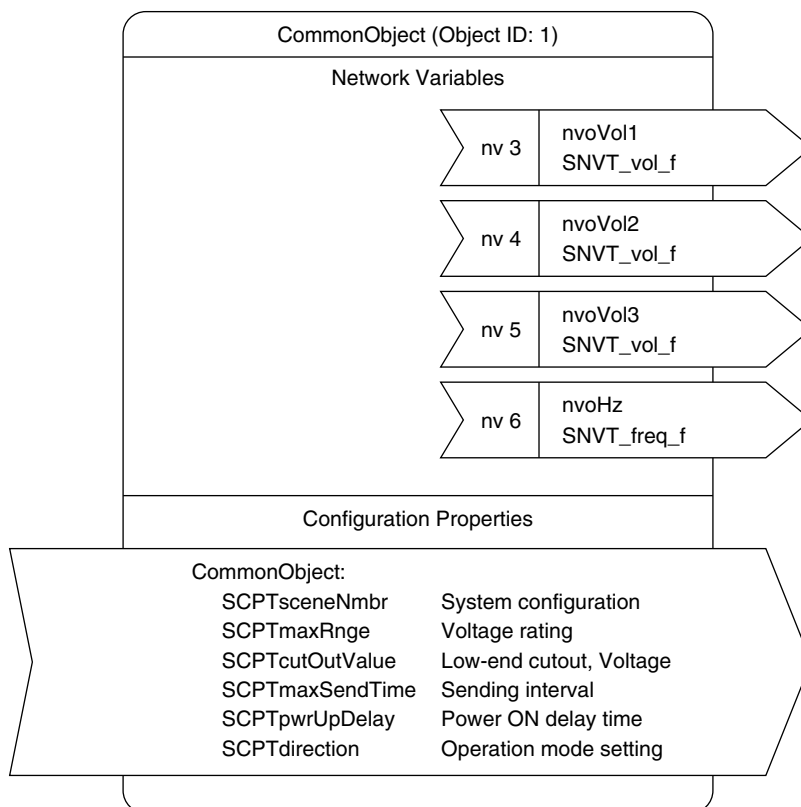 CommonObject (Object ID: 1)
Network Variables
nv 3
nvoVol1
SNVT_vol_f
nv 4
nvoVol2
SNVT_vol_f
nv 5
nvoVol3
SNVT_vol_f
nv 6
nvoHz
SNVT_freq_f
Configuration Properties
CommonObject:
SCPTsceneNmbr System configuration
SCPTmaxRnge Voltage rating
SCPTcutOutValue Low-end cutout, Voltage
SCPTmaxSendTime Sending interval
SCPTpwrUpDelay Power ON delay time
SCPTdirection Operation mode setting